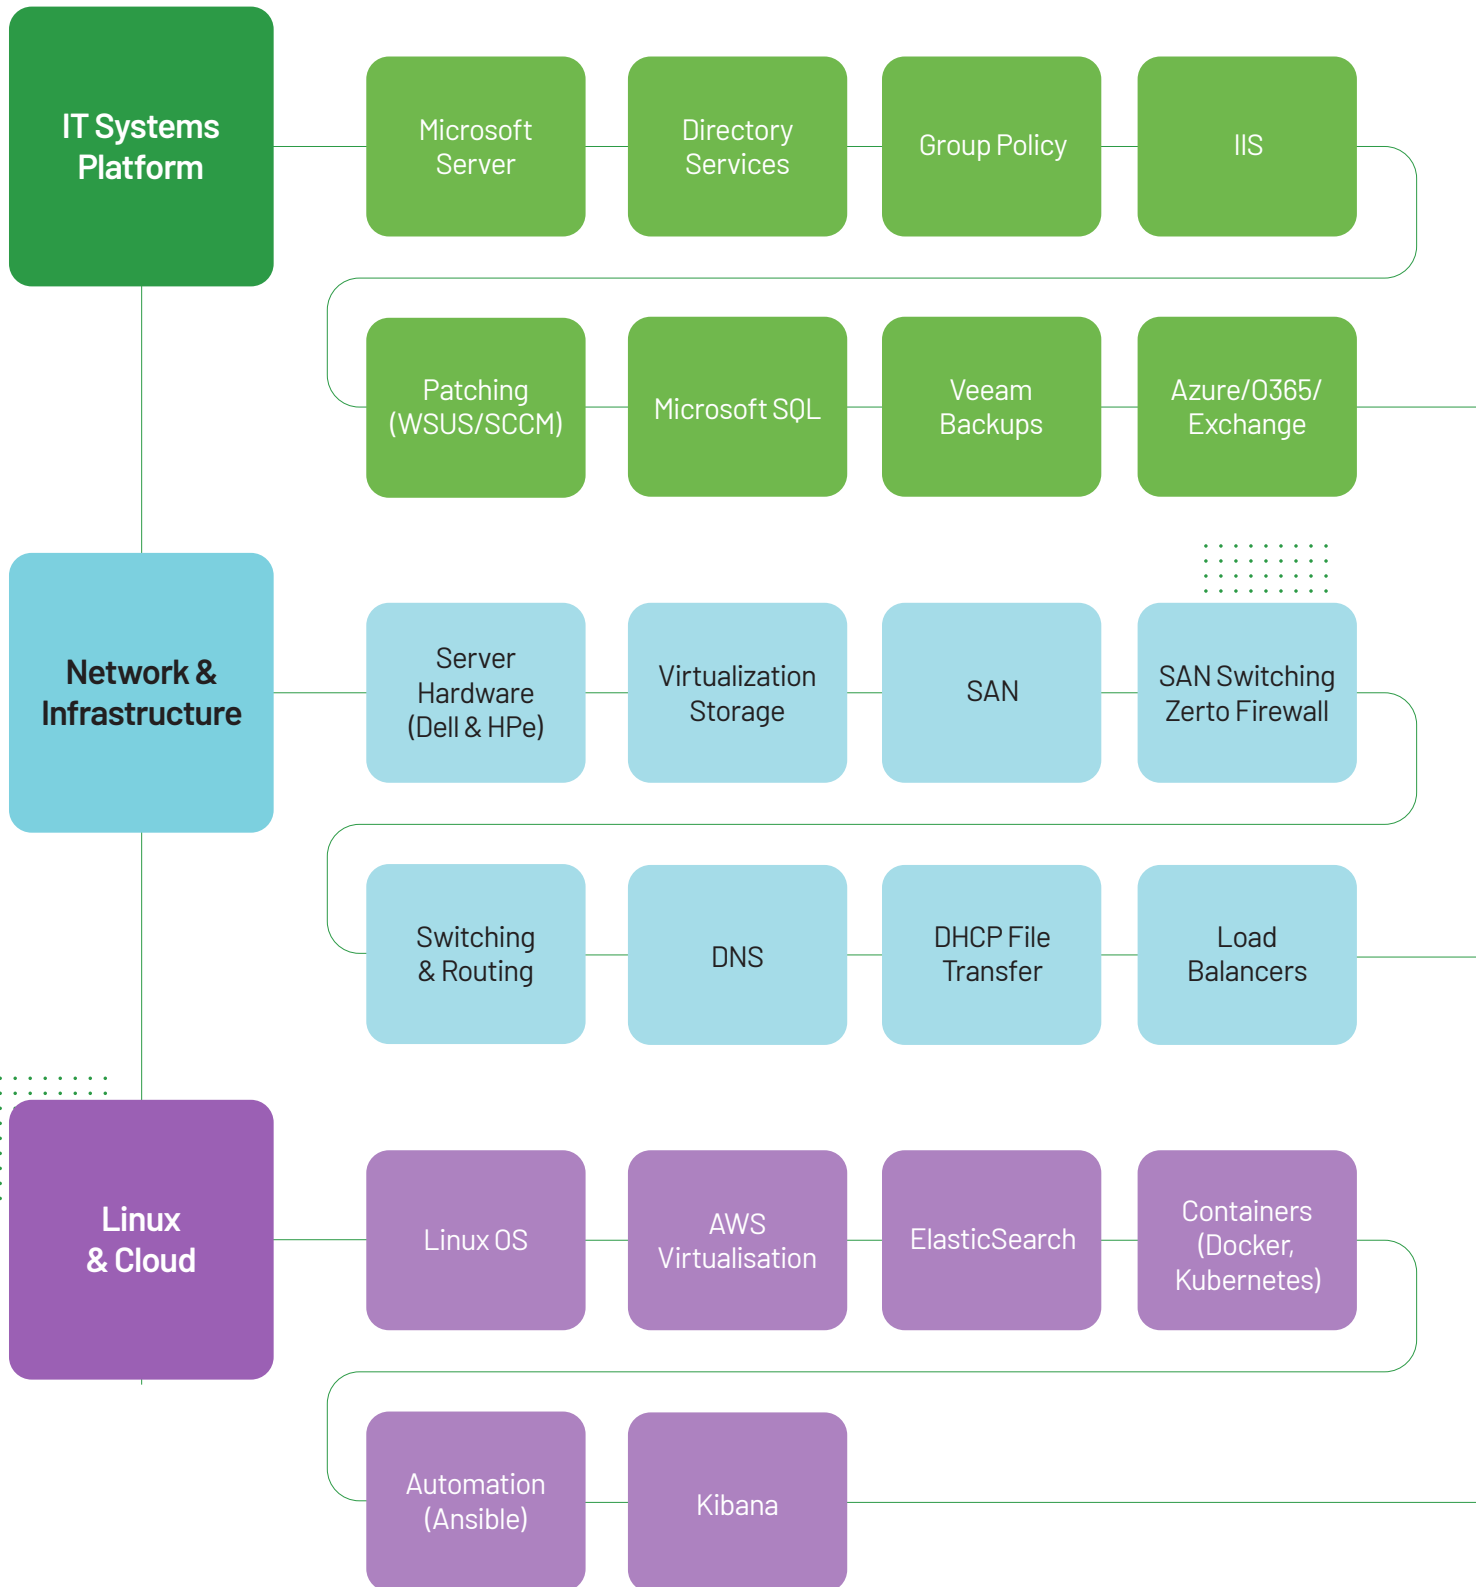 IT Systems
Platform
Microsoft
Server
Directory
Services
Group Policy
IIS
Patching
(WSUS/SCCM)
Microsoft SQL
Veeam
Backups
Azure/O365/
Exchange
Network &
Infrastructure
Server
Hardware
(Dell & HPe)
Virtualization
Storage
SAN
SAN Switching
Zerto Firewall
Switching
& Routing
DNS
DHCP File
Transfer
Load
Balancers
Linux
& Cloud
Linux OS
AWS
Virtualisation
ElasticSearch
Containers
(Docker,
Kubernetes)
Automation
(Ansible)
Kibana